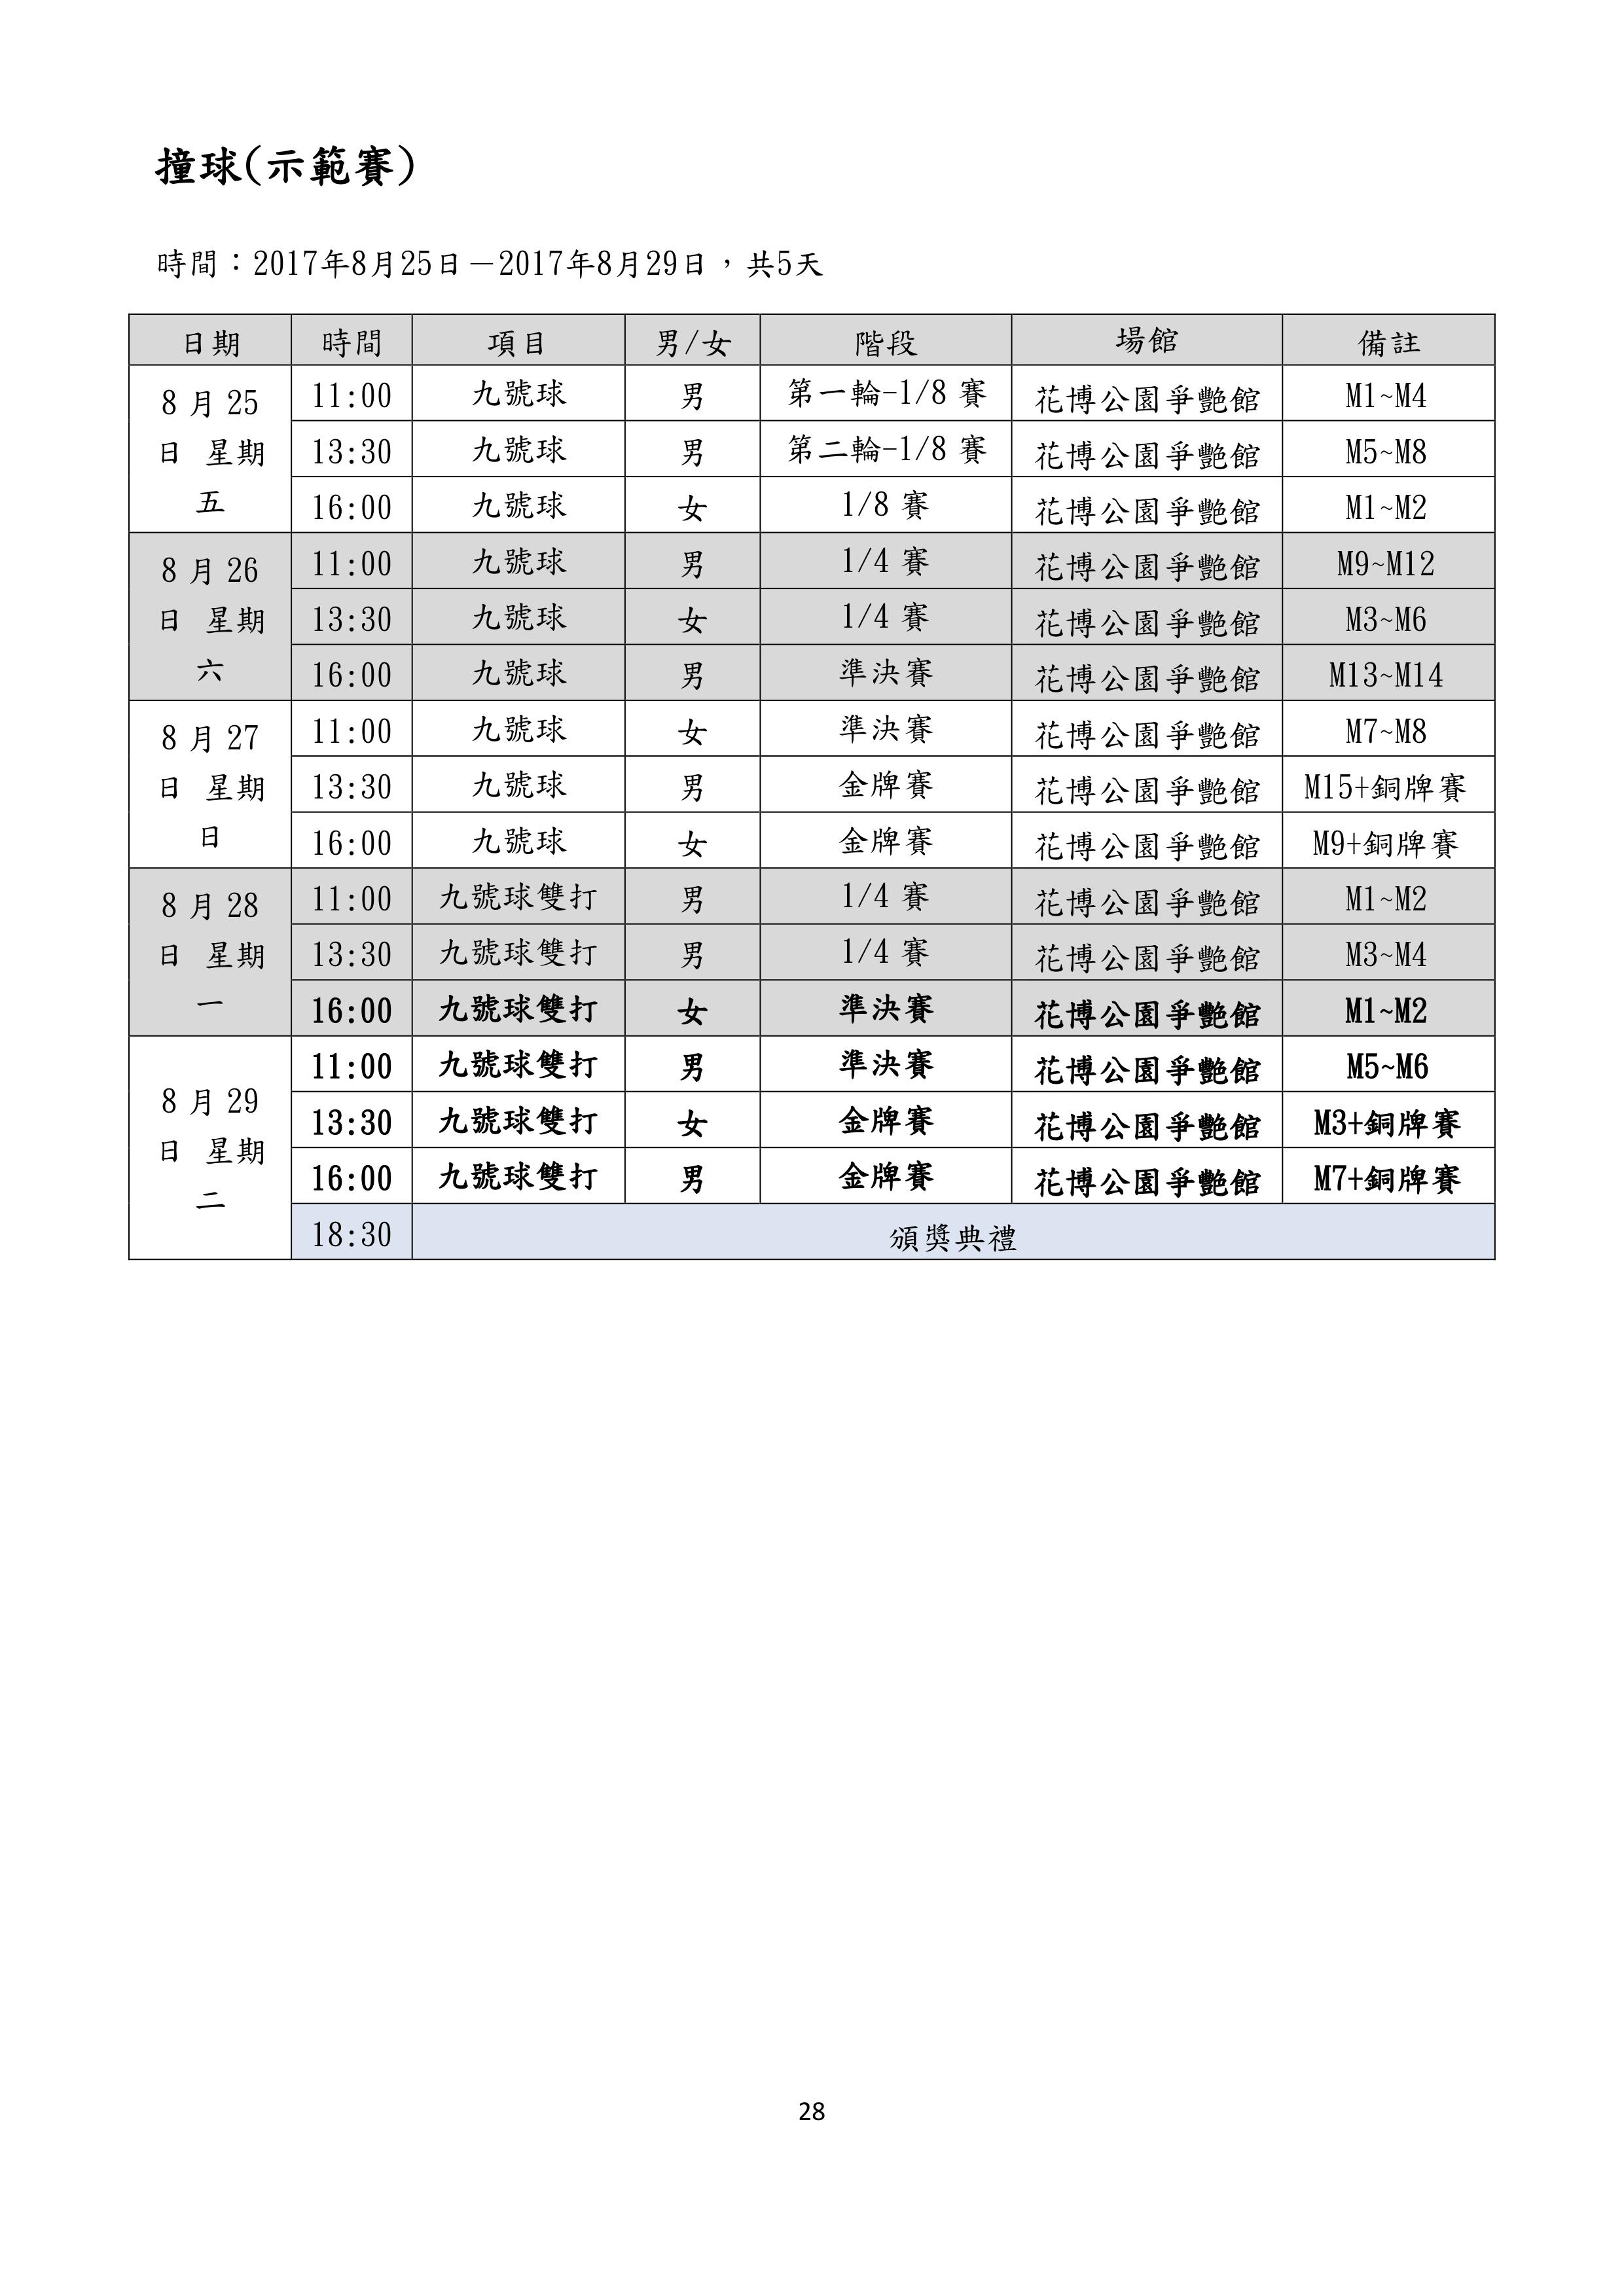 撞球(示範賽)
時間：2017年8月25日－2017年8月29日，共5天
日期 時間 項目 男/女 階段 場館 備註
8 月 25
日 星期
五
11:00 九號球 男 第一輪-1/8 賽 花博公園爭艷館 M1~M4
13:30 九號球 男 第二輪-1/8 賽 花博公園爭艷館 M5~M8
16:00 九號球 女 1/8 賽 花博公園爭艷館 M1~M2
8 月 26
日 星期
六
11:00 九號球 男 1/4 賽 花博公園爭艷館 M9~M12
13:30 九號球 女 1/4 賽 花博公園爭艷館 M3~M6
16:00 九號球 男 準決賽 花博公園爭艷館 M13~M14
8 月 27
日 星期
日
11:00 九號球 女 準決賽 花博公園爭艷館 M7~M8
13:30 九號球 男 金牌賽 花博公園爭艷館 M15+銅牌賽
16:00 九號球 女 金牌賽 花博公園爭艷館 M9+銅牌賽
8 月 28
日 星期
一
11:00 九號球雙打 男 1/4 賽 花博公園爭艷館 M1~M2
13:30 九號球雙打 男 1/4 賽 花博公園爭艷館 M3~M4
16:00 九號球雙打 女 準決賽 花博公園爭艷館 M1~M2
8 月 29
日 星期
二
11:00 九號球雙打 男 準決賽 花博公園爭艷館 M5~M6
13:30 九號球雙打 女 金牌賽 花博公園爭艷館 M3+銅牌賽
16:00 九號球雙打 男 金牌賽 花博公園爭艷館 M7+銅牌賽
18:30 頒獎典禮
28